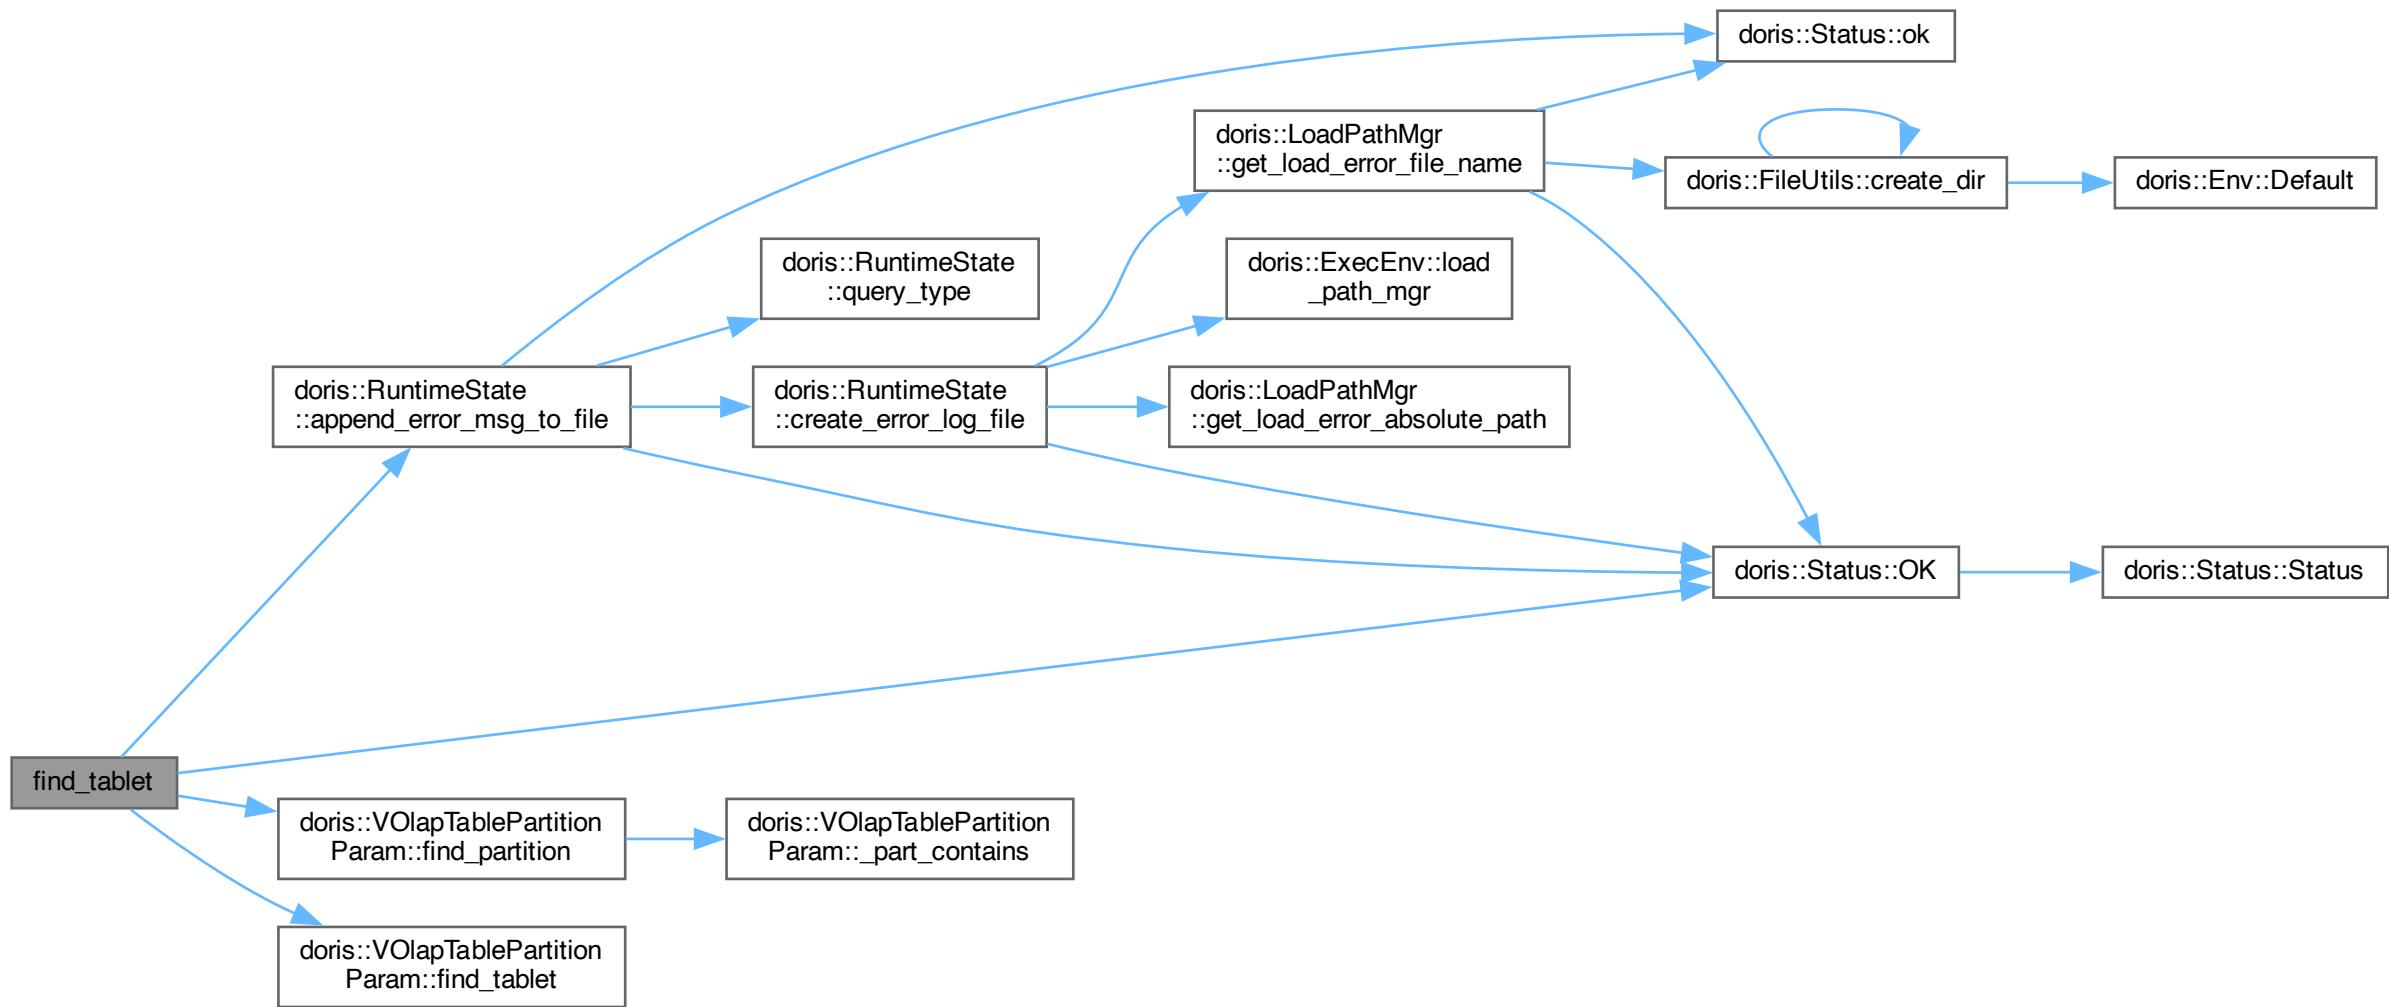 doris::Status::ok
doris::LoadPathMgr
::get_load_error_file_name
doris::FileUtils::create_dir
doris::Env::Default
doris::RuntimeState
::query_type
doris::ExecEnv::load
_path_mgr
doris::RuntimeState
::append_error_msg_to_file
doris::RuntimeState
::create_error_log_file
doris::LoadPathMgr
::get_load_error_absolute_path
doris::Status::OK
doris::Status::Status
find_tablet
doris::VOlapTablePartition
Param::find_partition
doris::VOlapTablePartition
Param::_part_contains
doris::VOlapTablePartition
Param::find_tablet